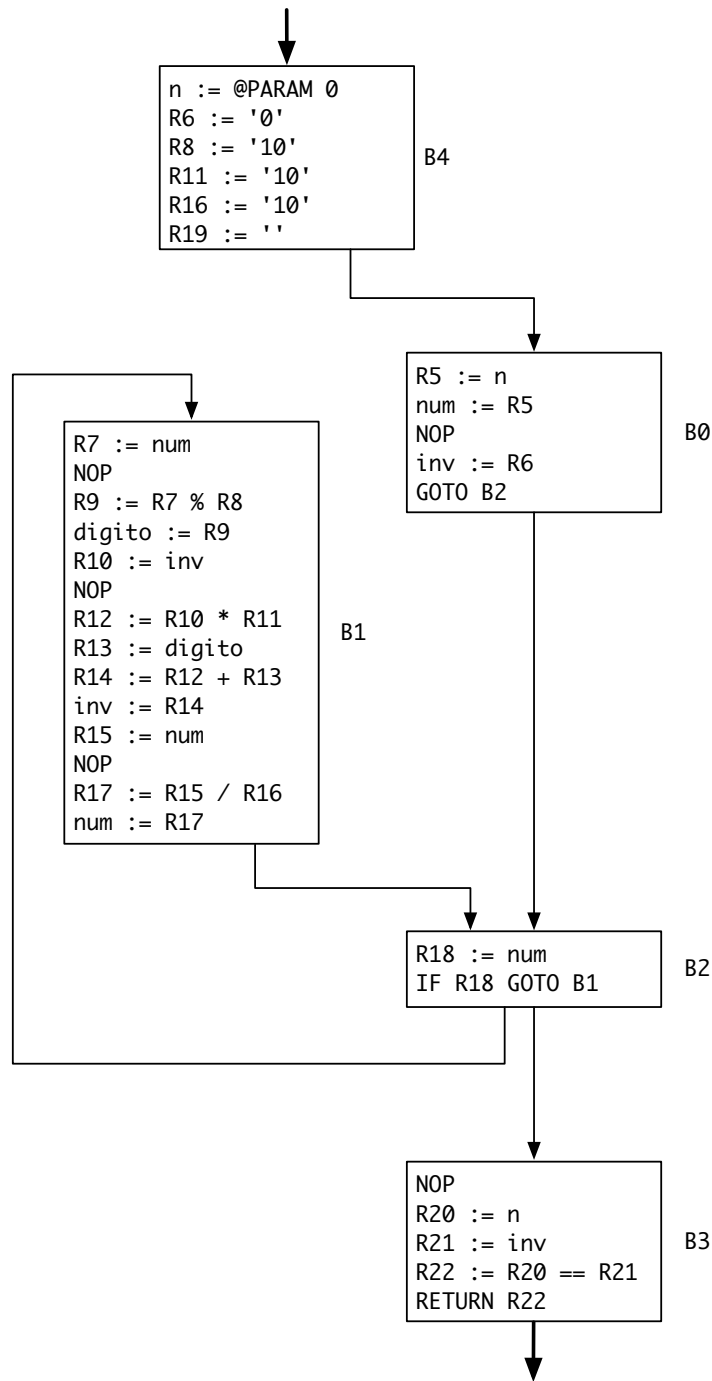 n := @PARAM 0
R6 := '0'
R8 := '10'
R11 := '10'
R16 := '10'
R19 := ''
B4
R5 := n
num := R5
NOP
inv := R6
GOTO B2
B0
R7 := num
NOP
R9 := R7 % R8
digito := R9
R10 := inv
NOP
R12 := R10 * R11
R13 := digito
R14 := R12 + R13
inv := R14
R15 := num
NOP
R17 := R15 / R16
num := R17
B1
R18 := num
IF R18 GOTO B1
B2
NOP
R20 := n
R21 := inv
R22 := R20 == R21
RETURN R22
B3